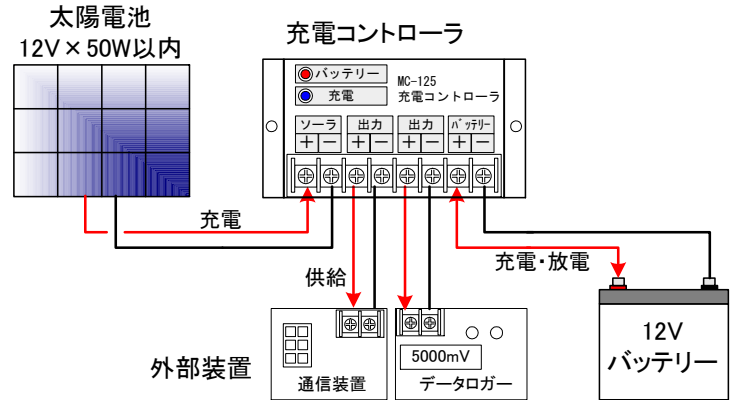 太陽電池
12V×50W以内
充電コントローラ
バッテリー
充電
MC-125
充電コントローラ
ソーラ 出力 出力 バッテリー
+ - + - + - + -
充電
供給
充電・放電
外部装置
通信装置
5000mV
データロガー
12V
バッテリー